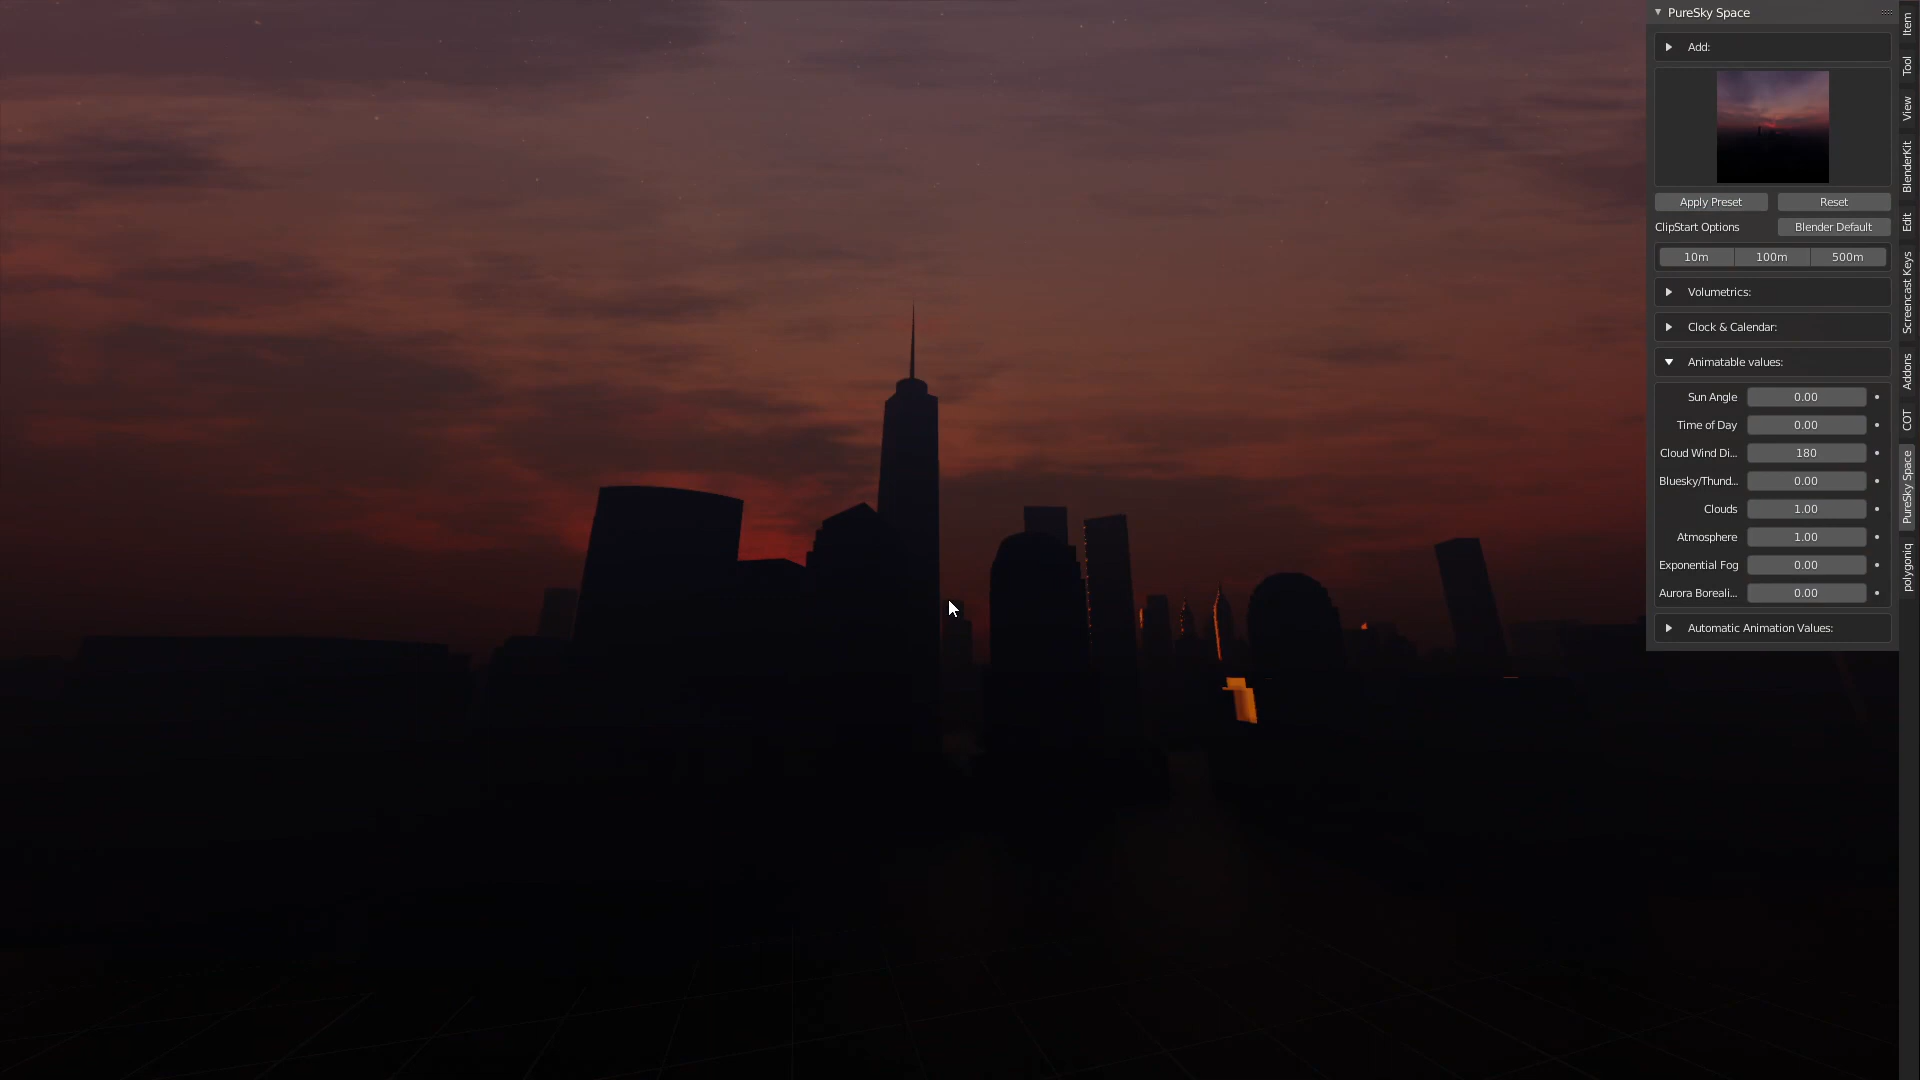 PureSky Space
Add:
Apply Preset
Reset
ClipStart Options
Blender Default
10m
100m
500m
Volumetrics:
Clock & Calendar:
Animatable values:
Sun Angle
0.00
Time of Day
0.00
Cloud Wind Di...
180
Bluesky/Thund...
0.00
Clouds
1.00
Atmosphere
1.00
Exponential Fog
0.00
Aurora Boreali...
0.00
Automatic Animation Values:
Item
Tool
View
BlenderKit
Edit
Screencast Keys
Addons
COT
PureSky Space
polygoniq